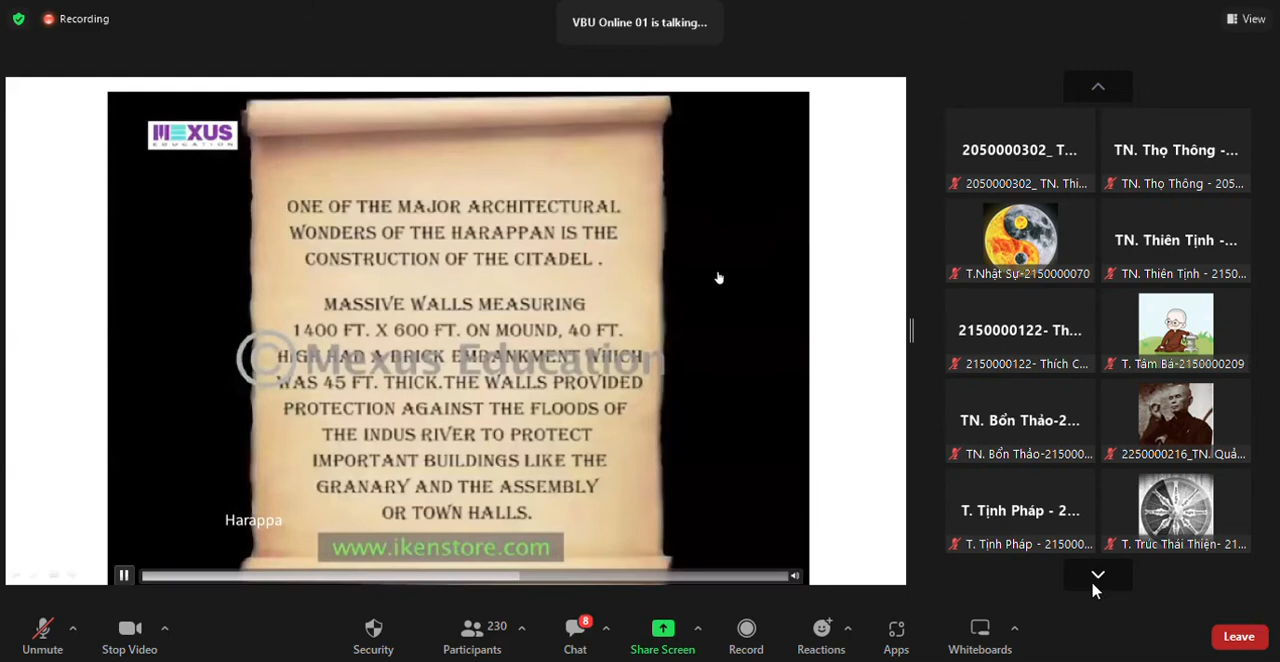 Recording
VBU Online 01 is talking...
View
MEXUS
EDUCATION
ONE OF THE MAJOR ARCHITECTURAL
WONDERS OF THE HARAPPAN IS THE
CONSTRUCTION OF THE CITADEL .
MASSIVE WALLS MEASURING
1400 FT. X 600 FT. ON MOUND, 40 FT.
HIGH HAD A BRICK EMBANKMENT WHICH
WAS 45 FT. THICK.THE WALLS PROVIDED
PROTECTION AGAINST THE FLOODS OF
THE INDUS RIVER TO PROTECT
IMPORTANT BUILDINGS LIKE THE
GRANARY AND THE ASSEMBLY
OR TOWN HALLS.
© Mexus Education
Harappa
www.ikenstore.com
2050000302_ T...
2050000302_ TN. Thi...
TN. Thọ Thông -...
TN. Thọ Thông - 205...
T.Nhật Sự-2150000070
TN. Thiên Tịnh -...
TN. Thiên Tịnh - 2150...
2150000122- Th...
2150000122- Thích C...
T. Tâm Bá-2150000209
TN. Bổn Thảo-2...
TN. Bổn Thảo-215000...
2250000216_TN. Quả...
T. Tịnh Pháp - 2...
T. Tịnh Pháp - 215000...
T. Trúc Thái Thiện- 21...
Unmute
Stop Video
Security
230
Participants
8
Chat
Share Screen
Record
Reactions
Apps
Whiteboards
Leave